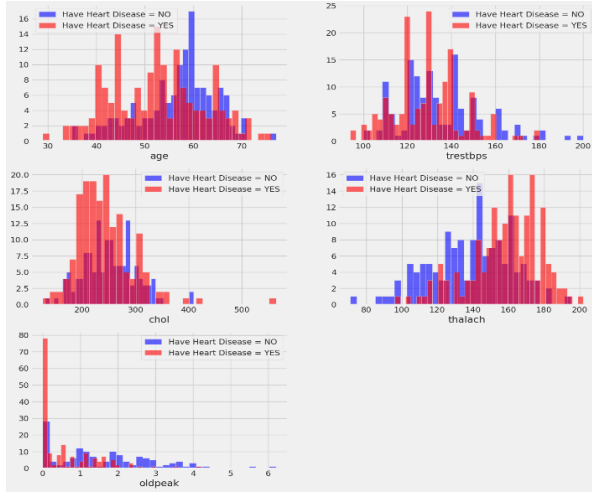 Have Heart Disease = NO
Have Heart Disease = YES
16
14
12
10
8
6
4
2
0
30 40 50 60 70
age
25
20
15
10
5
0
Have Heart Disease = NO
Have Heart Disease = YES
100 120 140 160 180 200
trestbps
20.0
17.5
15.0
12.5
10.0
7.5
5.0
2.5
0.0
Have Heart Disease = NO
Have Heart Disease = YES
200 300 400 500
chol
16
14
12
10
8
6
4
2
0
Have Heart Disease = NO
Have Heart Disease = YES
80 100 120 140 160 180 200
thalach
80
70
60
50
40
30
20
10
0
Have Heart Disease = NO
Have Heart Disease = YES
0 1 2 3 4 5 6
oldpeak